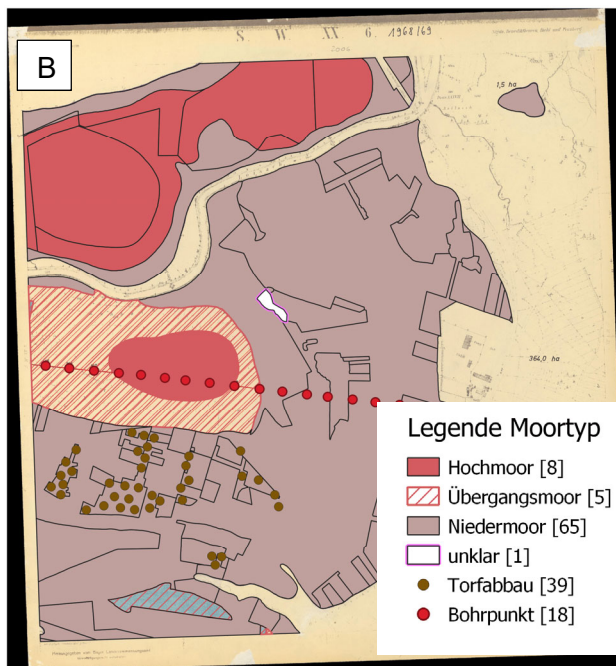 S. W. XX 6. 1968/69
B
1,5 ha
364,0 ha
Legende Moortyp
Hochmoor [8]
Übergangsmoor [5]
Niedermoor [65]
unklar [1]
Torfabbau [39]
Bohrpunkt [18]